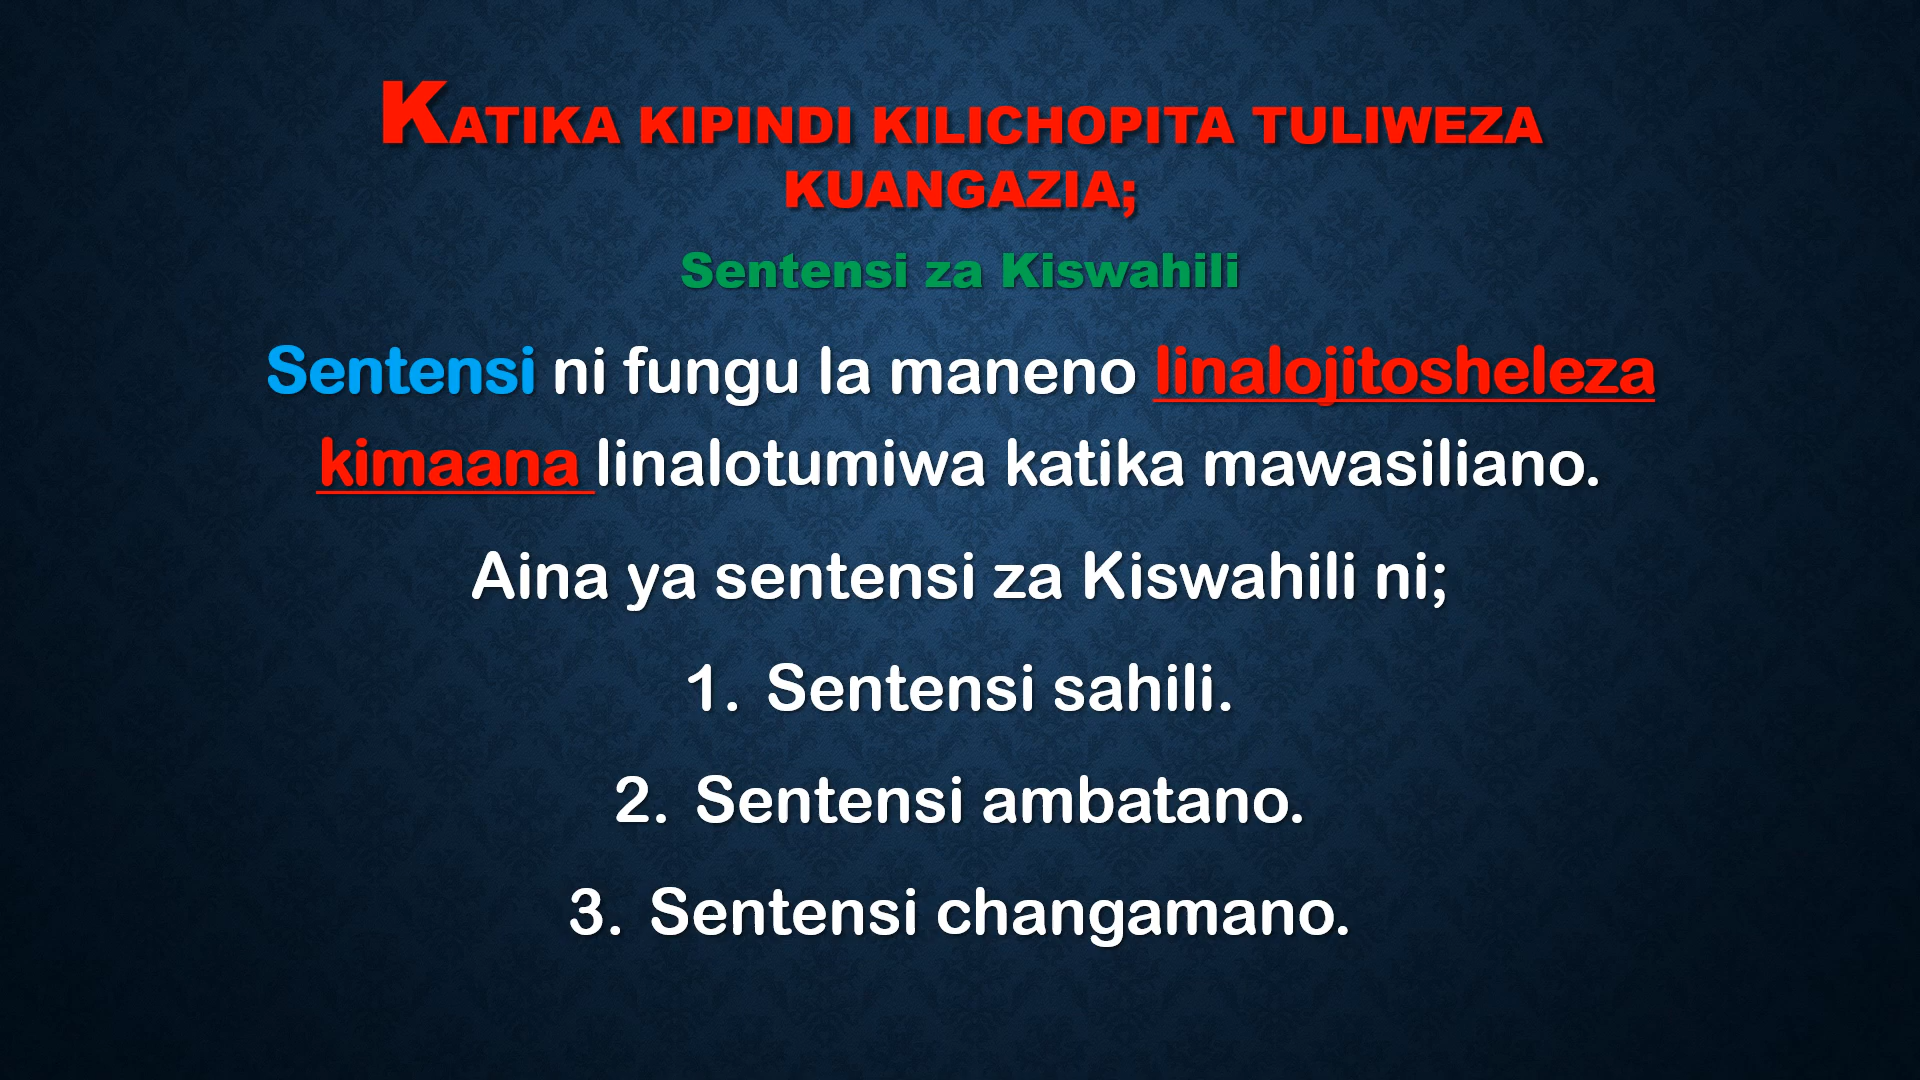 KATIKA KIPINDI KILICHOPITA TULIWEZA
KUANGAZIA;
Sentensi za Kiswahili
Sentensi ni fungu la maneno linalojitosheleza
kimaana linalotumiwa katika mawasiliano.
Aina ya sentensi za Kiswahili ni;
1. Sentensi sahili.
2. Sentensi ambatano.
3. Sentensi changamano.